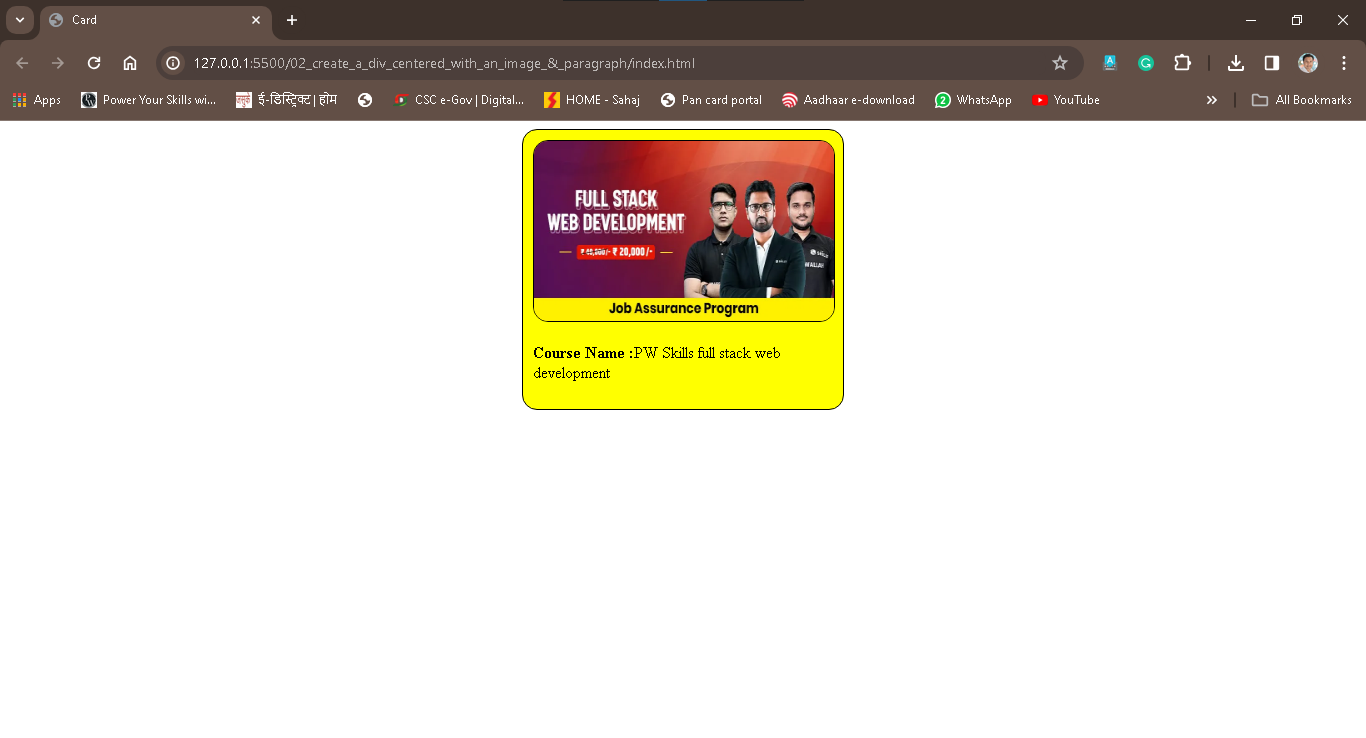 Card
127.0.0.1:5500/02_create_a_div_centered_with_an_image_&_paragraph/index.html
Apps
Power Your Skills wi...
ई-डिस्ट्रिक्ट | होम
CSC e-Gov | Digital...
HOME - Sahaj
Pan card portal
Aadhaar e-download
2
WhatsApp
YouTube
All Bookmarks
FULL STACK
WEB DEVELOPMENT
₹ 20,000/-
Job Assurance Program
Course Name :PW Skills full stack web
development